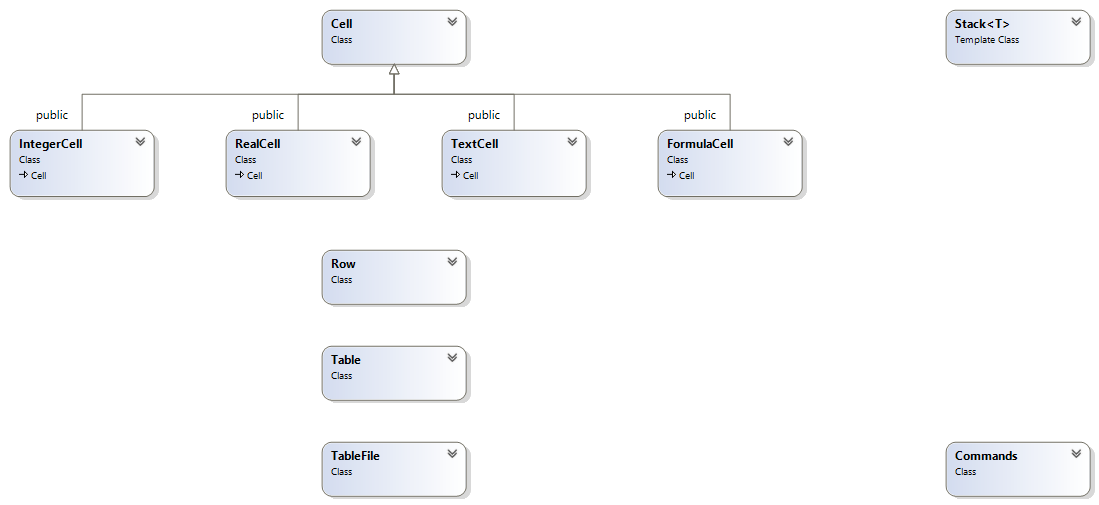 Cell
Class
Stack<T>
Template Class
public
public
public
public
IntegerCell
Class
Cell
RealCell
Class
Cell
TextCell
Class
Cell
FormulaCell
Class
Cell
Row
Class
Table
Class
TableFile
Class
Commands
Class